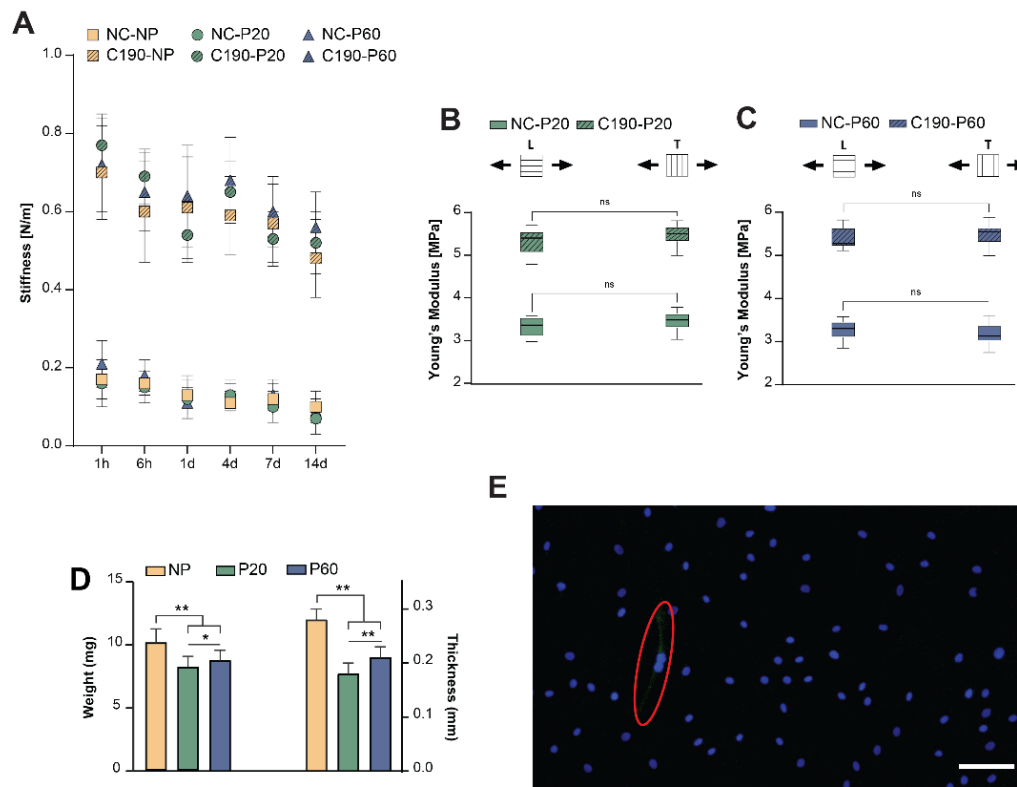 A
NC-NP NC-P20 NC-P60
C190-NP C190-P20 C190-P60
Stiffness [N/m]
1.0
0.8
0.6
0.4
0.2
0.0
1h 6h 1d 4d 7d 14d
B
NC-P20 C190-P20
L T
Young's Modulus [MPa]
6
5
4
3
2
ns
ns
C
NC-P60 C190-P60
L T
Young's Modulus [MPa]
6
5
4
3
2
ns
ns
D
NP P20 P60
Weight (mg)
15
10
5
0
**
*
**
**
0.3
0.2
0.1
0.0
Thickness (mm)
E